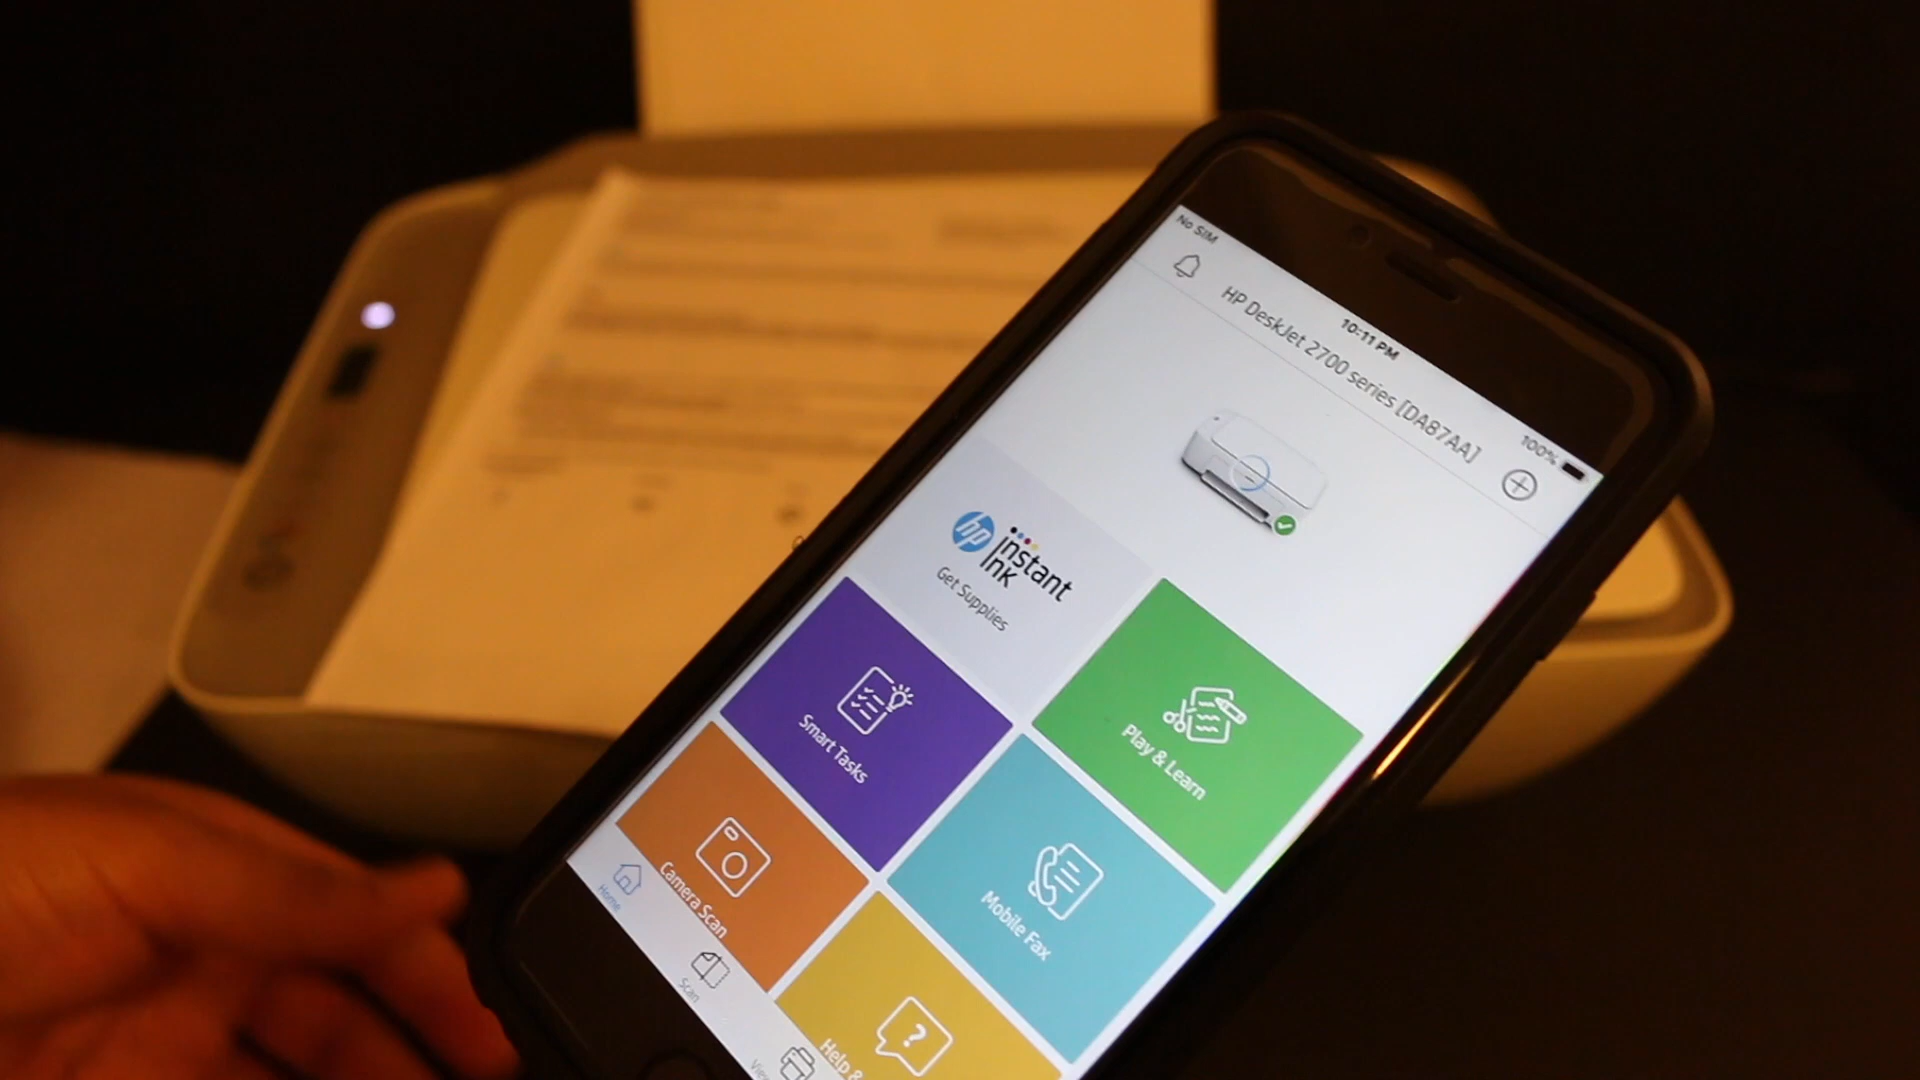 No SIM
10:11 PM
100%
HP DeskJet 2700 series [DA87AA]
hp instant ink
Get Supplies
Play & Learn
Smart Tasks
Mobile Fax
Camera Scan
Help &
Home
Scan